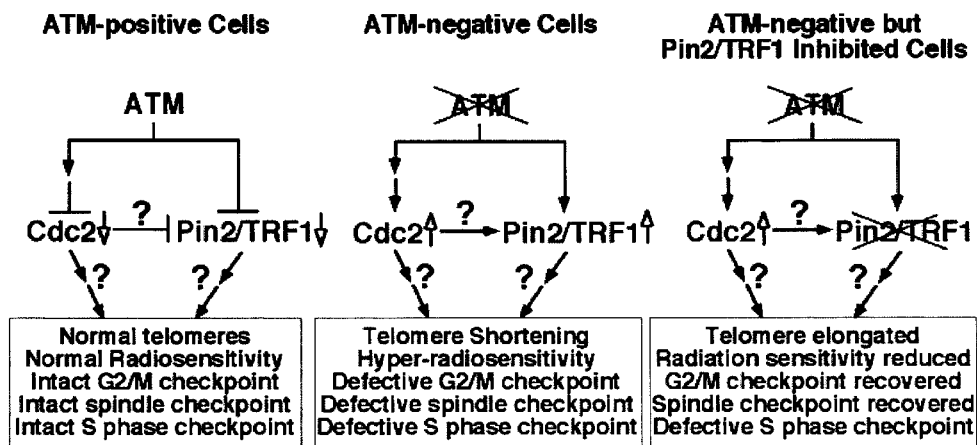 ATM-positive Cells
ATM
Cdc2
?
Pin2/TRF1
?
?
Normal telomeres
Normal Radiosensitivity
Intact G2/M checkpoint
Intact spindle checkpoint
Intact S phase checkpoint
ATM-negative Cells
ATM
Cdc2
?
Pin2/TRF1
?
?
Telomere Shortening
Hyper-radiosensitivity
Defective G2/M checkpoint
Defective spindle checkpoint
Defective S phase checkpoint
ATM-negative but
Pin2/TRF1 Inhibited Cells
ATM
Cdc2
?
Pin2/TRF1
?
?
Telomere elongated
Radiation sensitivity reduced
G2/M checkpoint recovered
Spindle checkpoint recovered
Defective S phase checkpoint